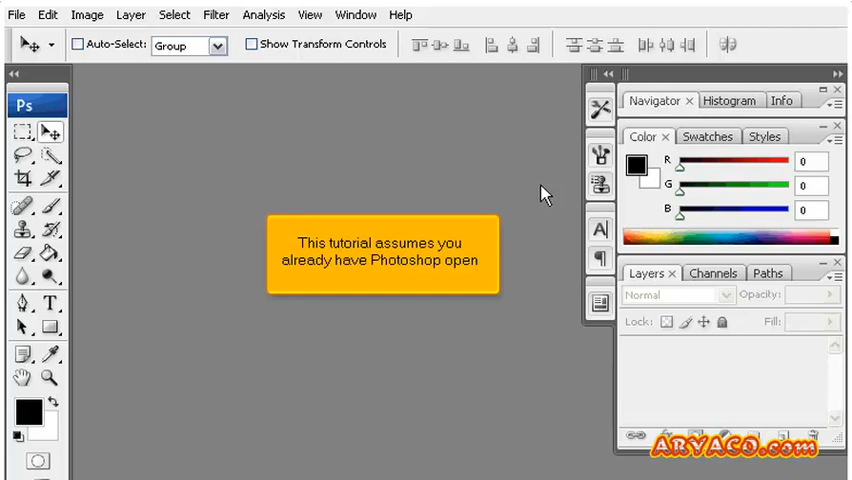 File Edit Image Layer Select Filter Analysis View Window Help
Auto-Select: Group Show Transform Controls
Ps
Navigator × Histogram Info
Color × Swatches Styles
R 0
G 0
B 0
This tutorial assumes you
already have Photoshop open
Layers × Channels Paths
Normal Opacity:
Lock: Fill:
ARYACO.com